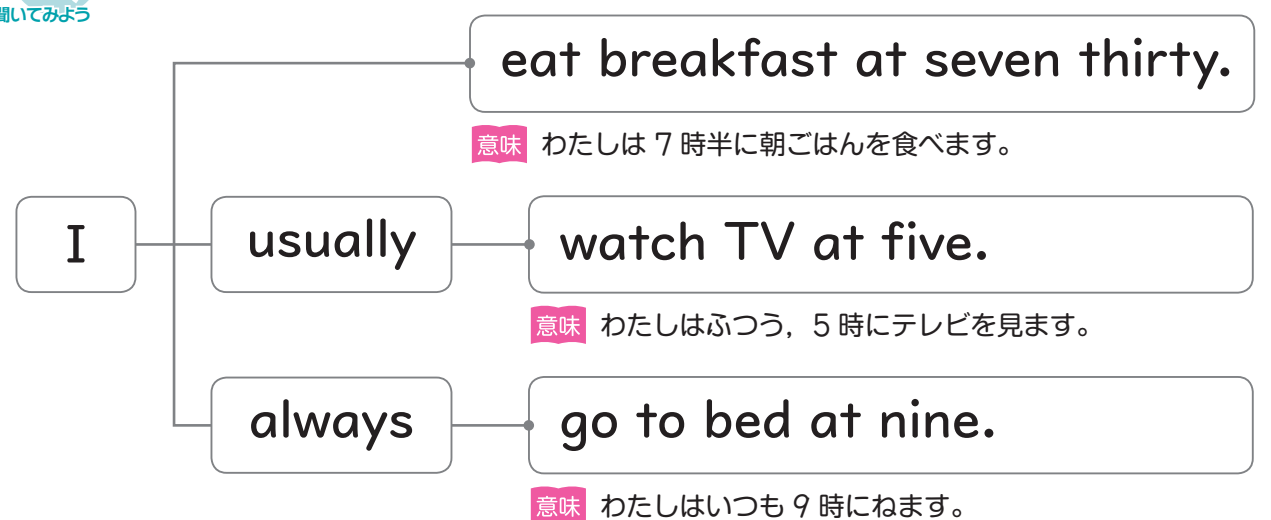 聞いてみよう
eat breakfast at seven thirty.
意味 わたしは 7 時半に朝ごはんを食べます。
I usually watch TV at five.
意味 わたしはふつう，5 時にテレビを見ます。
always go to bed at nine.
意味 わたしはいつも 9 時にねます。